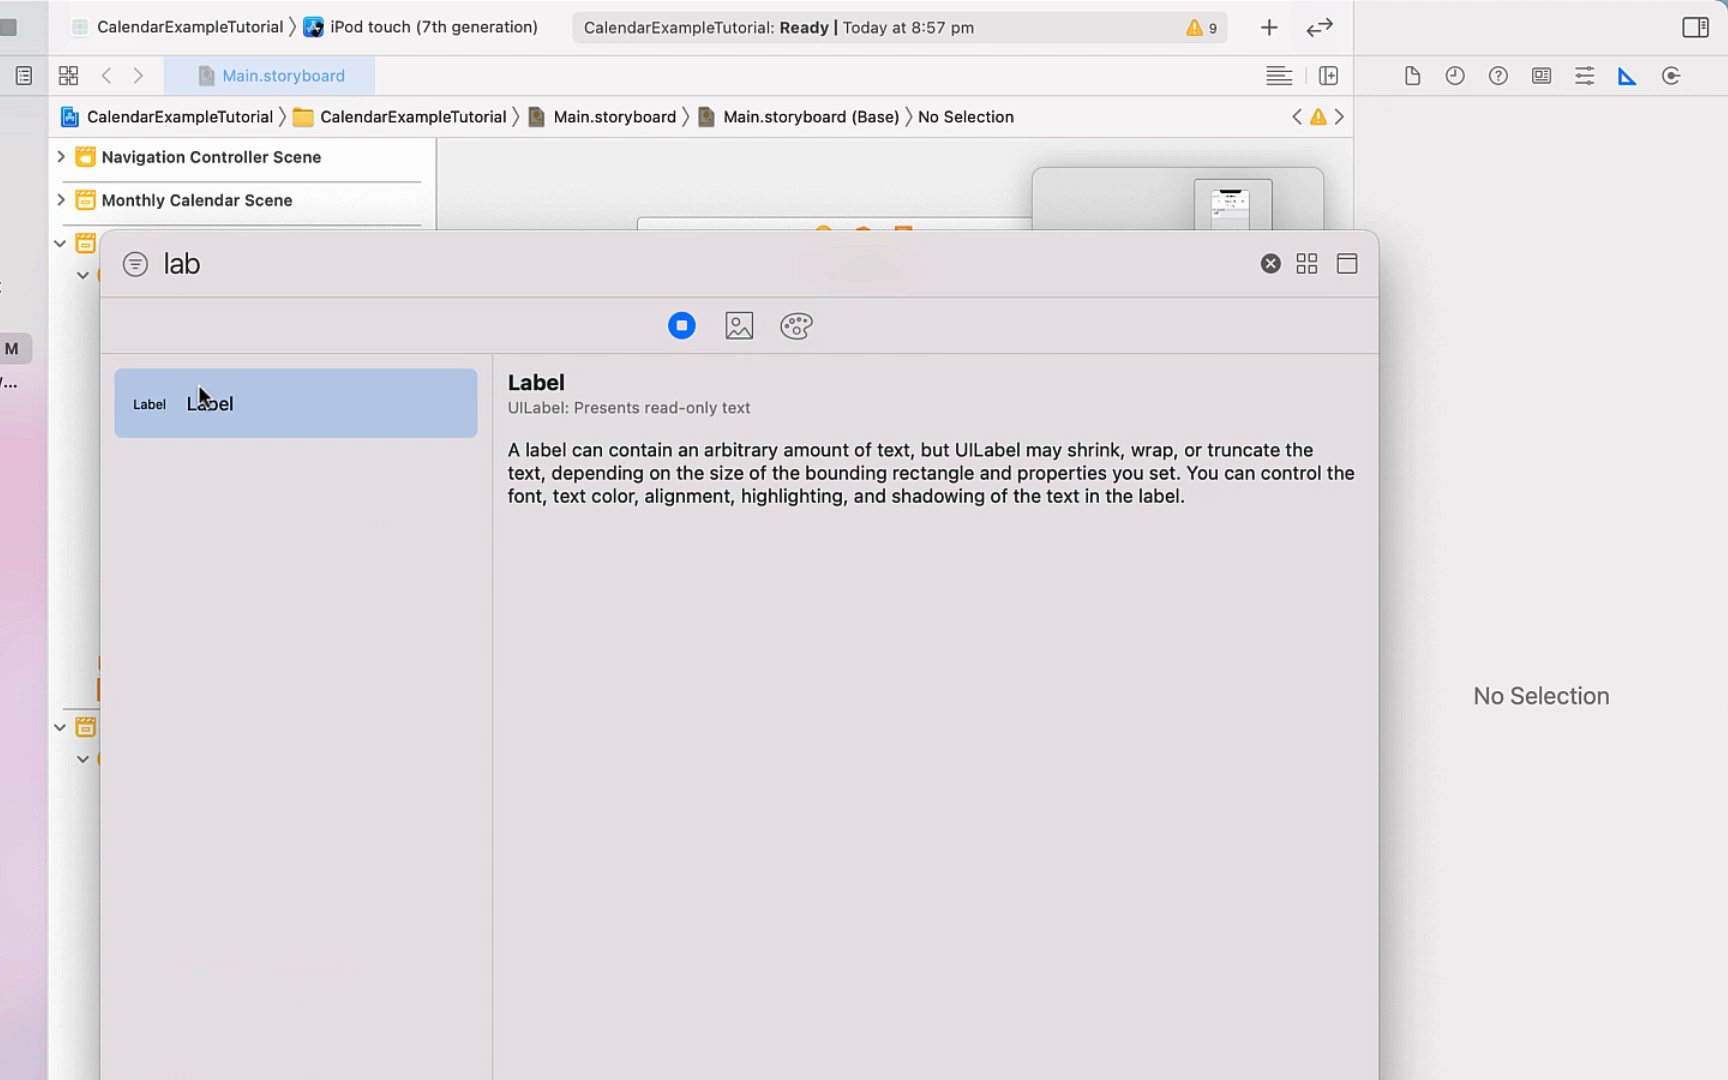 CalendarExampleTutorial 〉 iPod touch (7th generation)
CalendarExampleTutorial: Ready | Today at 8:57 pm
9
Main.storyboard
CalendarExampleTutorial 〉 CalendarExampleTutorial 〉 Main.storyboard 〉 Main.storyboard (Base) 〉 No Selection
Navigation Controller Scene
Monthly Calendar Scene
lab
M
Label
Label
Label
UILabel: Presents read-only text
A label can contain an arbitrary amount of text, but UILabel may shrink, wrap, or truncate the
text, depending on the size of the bounding rectangle and properties you set. You can control the
font, text color, alignment, highlighting, and shadowing of the text in the label.
No Selection